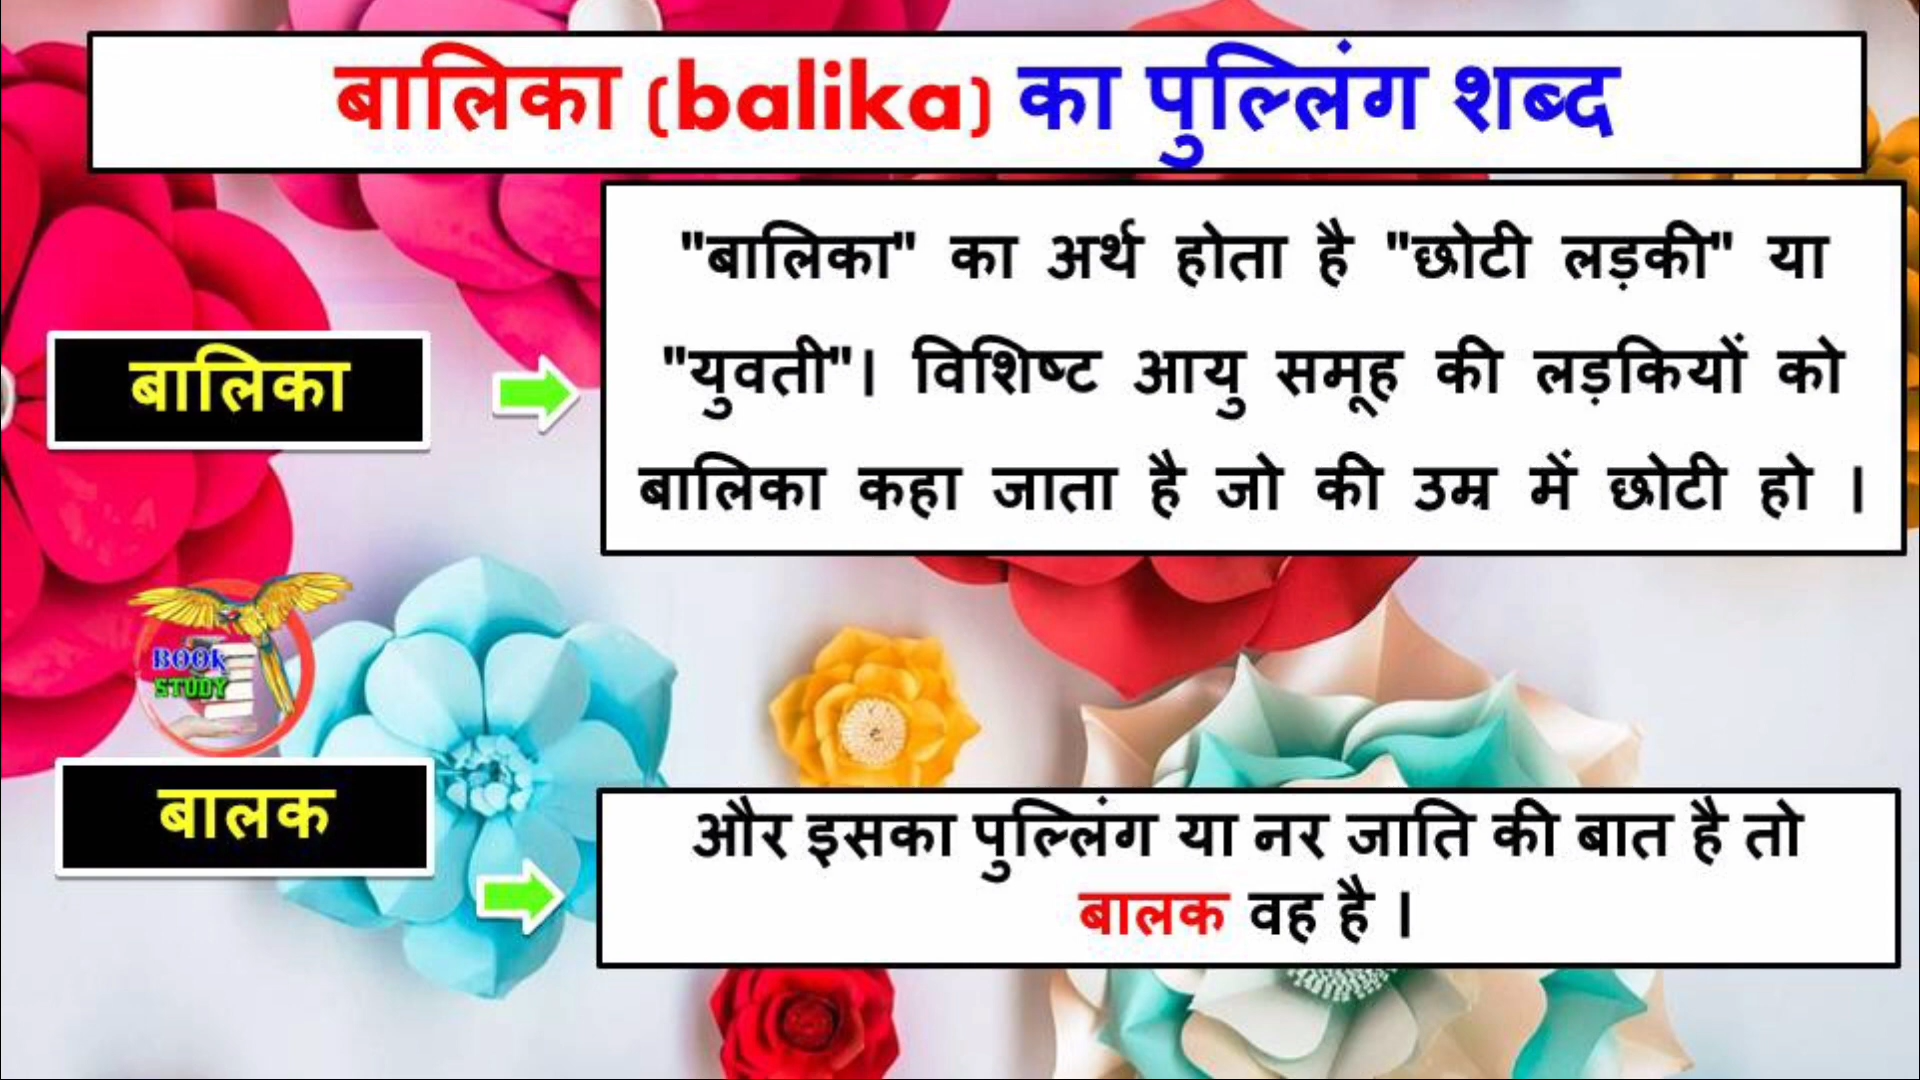 बालिका (balika) का पुल्लिंग शब्द
"बालिका" का अर्थ होता है "छोटी लड़की" या
"युवती"। विशिष्ट आयु समूह की लड़कियों को
बालिका कहा जाता है जो की उम्र में छोटी हो ।
बालिका
BOOK
STUDY
बालक
और इसका पुल्लिंग या नर जाति की बात है तो
बालक वह है ।